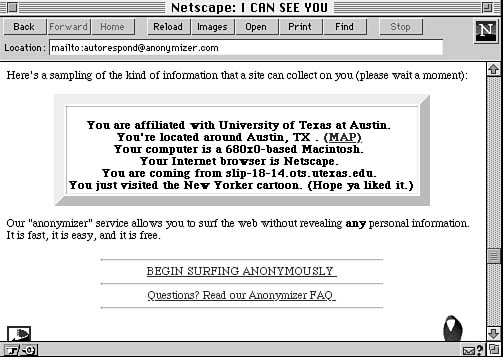 Netscape: I CAN SEE YOU
Back Forward Home Reload Images Open Print Find Stop
N
Location: mailto:autorespond@anonymizer.com
Here's a sampling of the kind of information that a site can collect on you (please wait a moment):
You are affiliated with University of Texas at Austin.
You're located around Austin, TX . (MAP)
Your computer is a 680x0-based Macintosh.
Your Internet browser is Netscape.
You are coming from slip-18-14.ots.utexas.edu.
You just visited the New Yorker cartoon. (Hope ya liked it.)
Our "anonymizer" service allows you to surf the web without revealing any personal information.
It is fast, it is easy, and it is free.
BEGIN SURFING ANONYMOUSLY
Questions? Read our Anonymizer FAQ
?